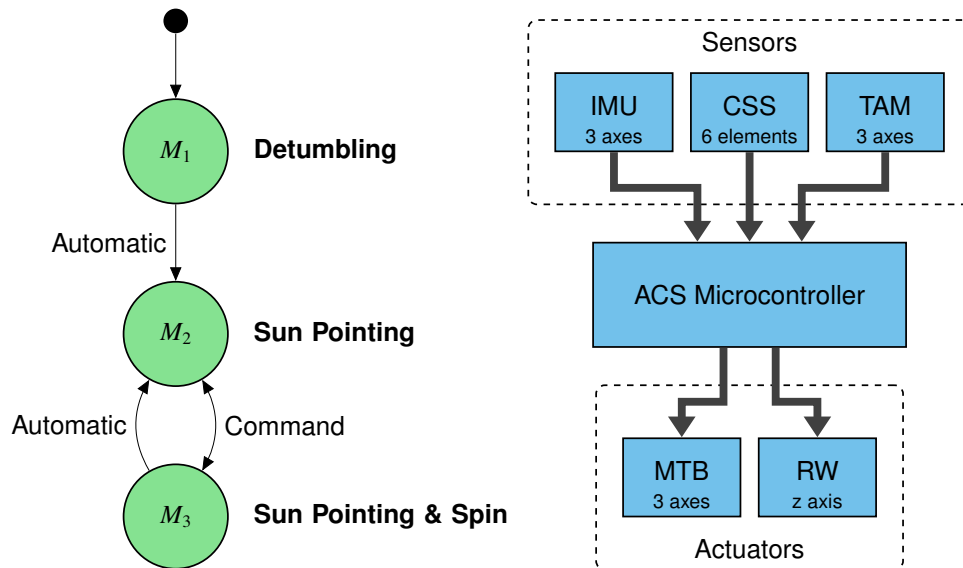 M1
Detumbling
Automatic
M2
Sun Pointing
Automatic
Command
M3
Sun Pointing & Spin
Sensors
IMU
3 axes
CSS
6 elements
TAM
3 axes
ACS Microcontroller
MTB
3 axes
RW
z axis
Actuators